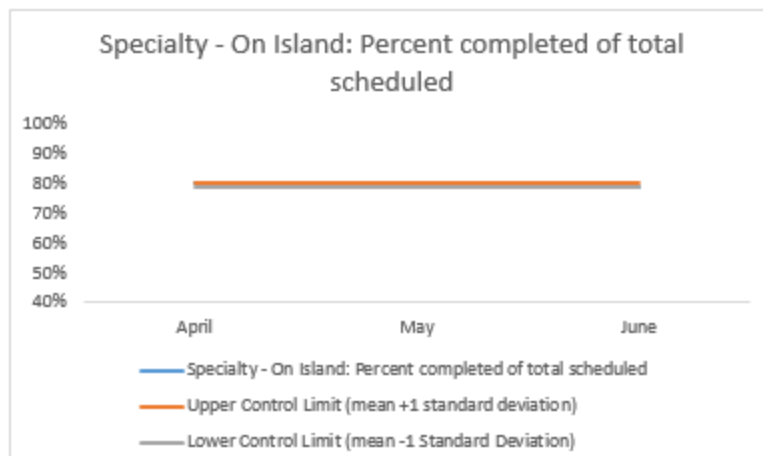 Specialty - On Island: Percent completed of total
scheduled
100%
90%
80%
70%
60%
50%
40%
April May June
Specialty - On Island: Percent completed of total scheduled
Upper Control Limit (mean +1 standard deviation)
Lower Control Limit (mean -1 Standard Deviation)